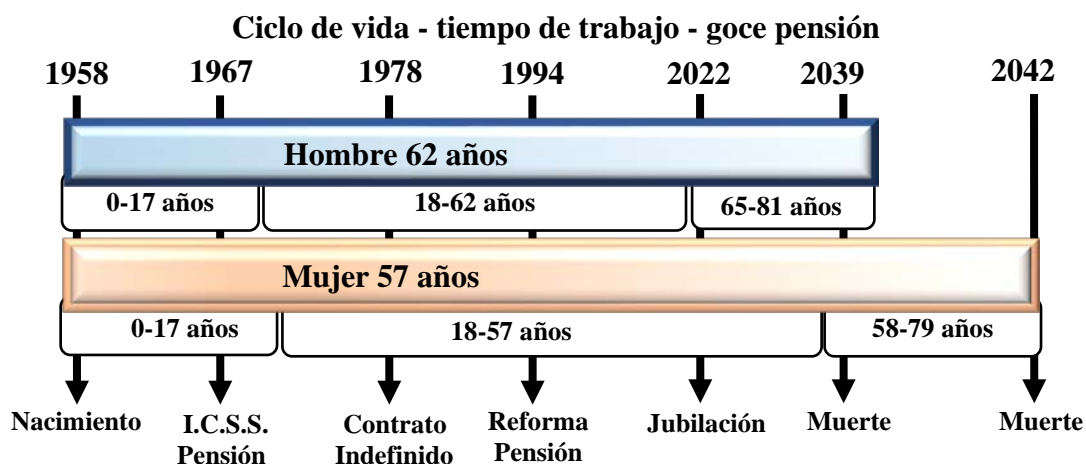 Ciclo de vida - tiempo de trabajo - goce pensión
1958 1967 1978 1994 2022 2039 2042
Hombre 62 años
0-17 años 18-62 años 65-81 años
Mujer 57 años
0-17 años 18-57 años 58-79 años
Nacimiento I.C.S.S. Contrato Reforma Jubilación Muerte Muerte
Pensión Indefinido Pensión